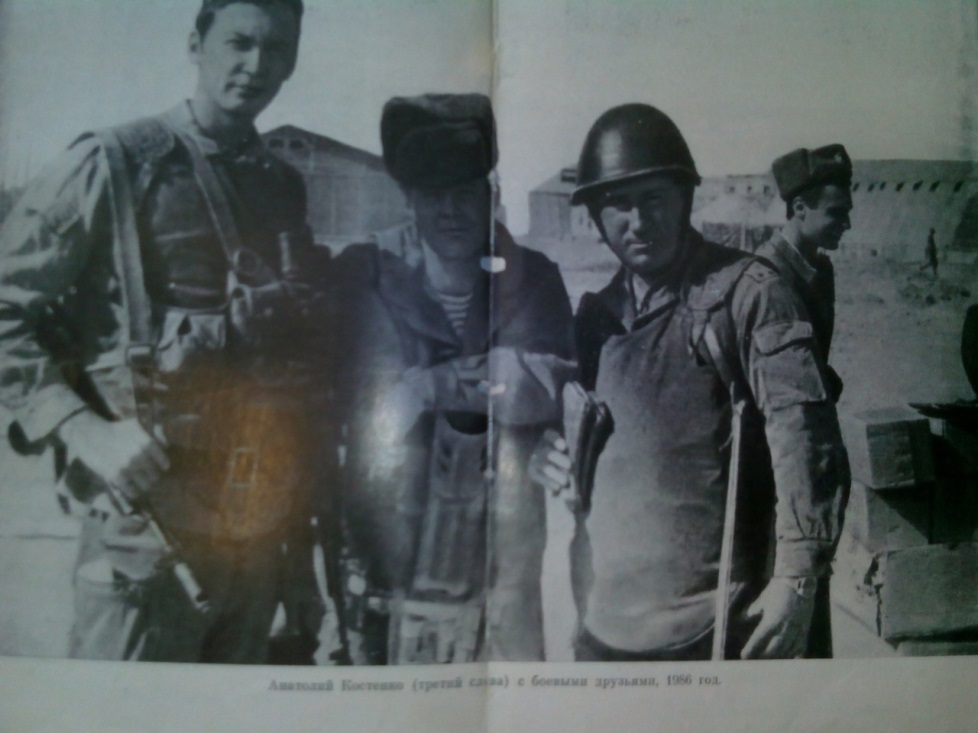 Анатолий Костенко (третий слева) с боевыми друзьями, 1986 год.